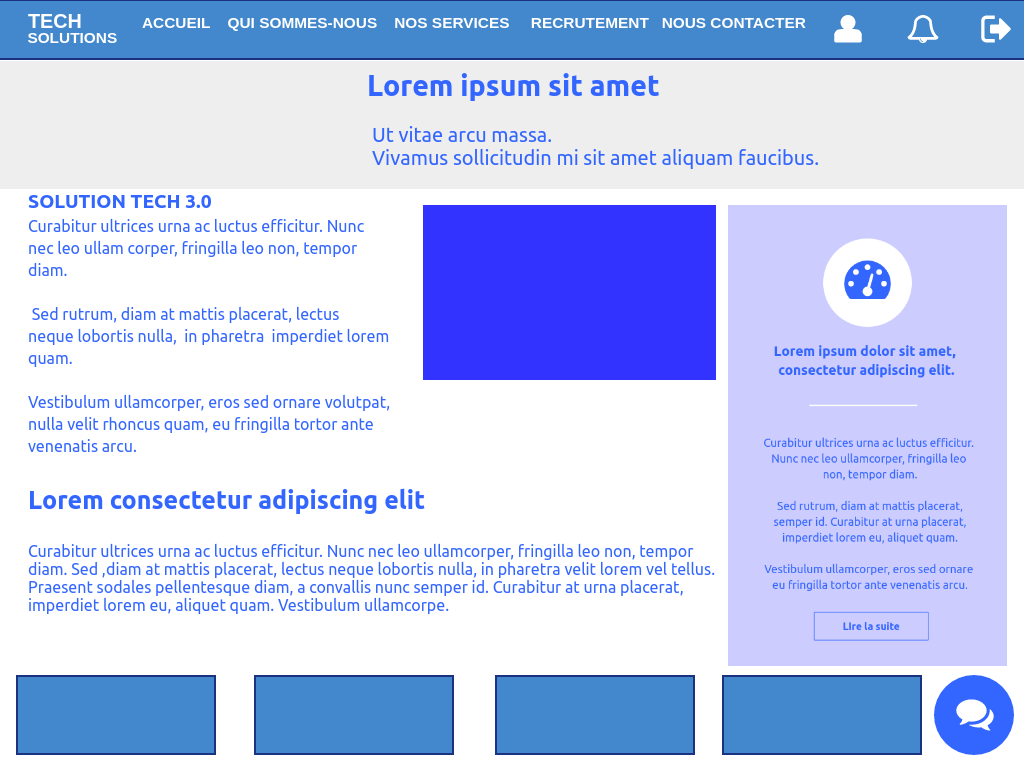 TECH
SOLUTIONS
ACCUEIL QUI SOMMES-NOUS NOS SERVICES RECRUTEMENT NOUS CONTACTER
Lorem ipsum sit amet
Ut vitae arcu massa.
Vivamus sollicitudin mi sit amet aliquam faucibus.
SOLUTION TECH 3.0
Curabitur ultrices urna ac luctus efficitur. Nunc
nec leo ullam corper, fringilla leo non, tempor
diam.
Sed rutrum, diam at mattis placerat, lectus
neque lobortis nulla,  in pharetra  imperdiet lorem
quam.
Vestibulum ullamcorper, eros sed ornare volutpat,
nulla velit rhoncus quam, eu fringilla tortor ante
venenatis arcu.
Lorem consectetur adipiscing elit
Curabitur ultrices urna ac luctus efficitur. Nunc nec leo ullamcorper, fringilla leo non, tempor
diam. Sed ,diam at mattis placerat, lectus neque lobortis nulla, in pharetra velit lorem vel tellus.
Praesent sodales pellentesque diam, a convallis nunc semper id. Curabitur at urna placerat,
imperdiet lorem eu, aliquet quam. Vestibulum ullamcorpe.
Lorem ipsum dolor sit amet,
consectetur adipiscing elit.
Curabitur ultrices urna ac luctus efficitur.
Nunc nec leo ullamcorper, fringilla leo
non, tempor diam.
Sed rutrum, diam at mattis placerat,
semper id. Curabitur at urna placerat,
imperdiet lorem eu, aliquet quam.
Vestibulum ullamcorper, eros sed ornare
eu fringilla tortor ante venenatis arcu.
Lire la suite